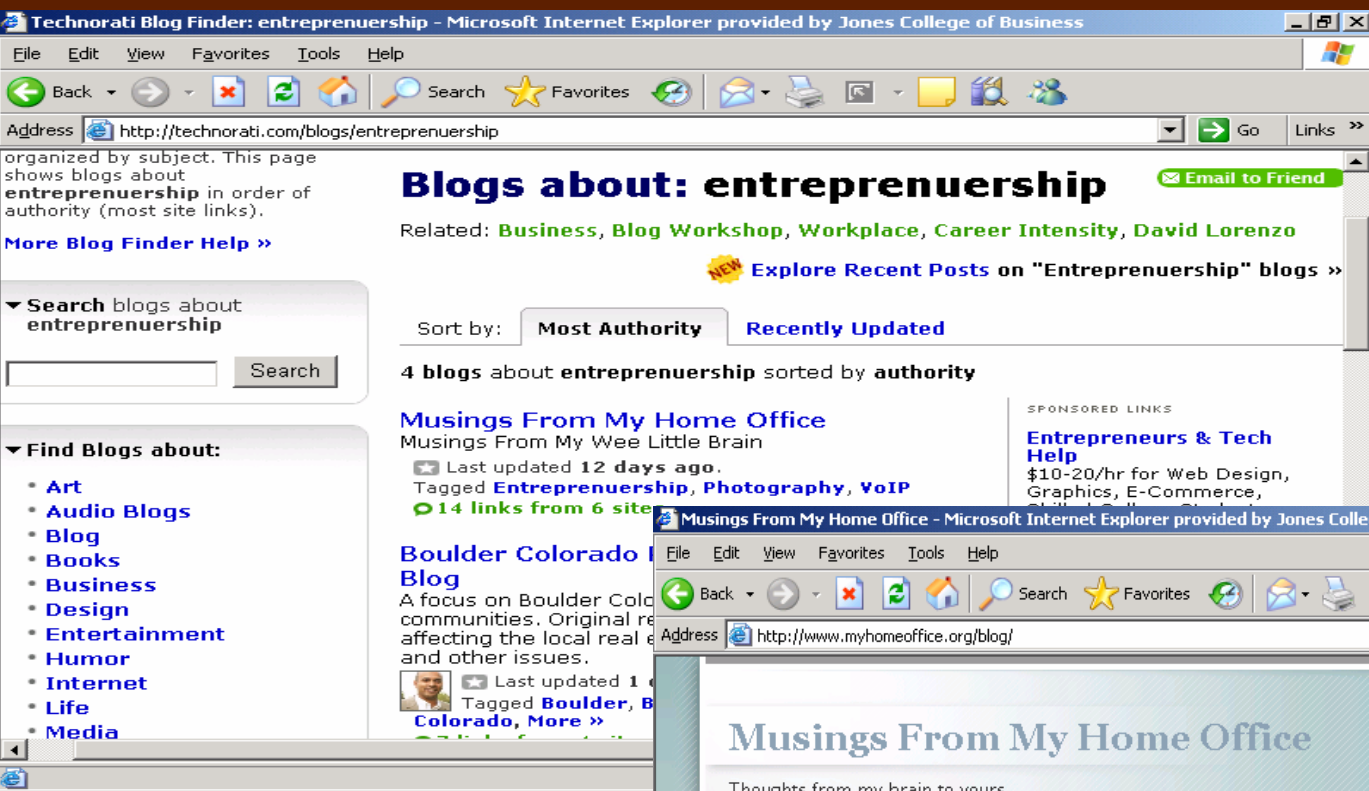 Technorati Blog Finder: entreprenuership - Microsoft Internet Explorer provided by Jones College of Business
File Edit View Favorites Tools Help
Back Search Favorites
Address http://technorati.com/blogs/entreprenuership Go Links »
organized by subject. This page
shows blogs about
entreprenuership in order of
authority (most site links).
More Blog Finder Help »
Search blogs about
entreprenuership
Search
Find Blogs about:
• Art
• Audio Blogs
• Blog
• Books
• Business
• Design
• Entertainment
• Humor
• Internet
• Life
• Media
Blogs about: entreprenuership
Email to Friend
Related: Business, Blog Workshop, Workplace, Career Intensity, David Lorenzo
NEW Explore Recent Posts on "Entreprenuership" blogs »
Sort by: Most Authority Recently Updated
4 blogs about entreprenuership sorted by authority
Musings From My Home Office
Musings From My Wee Little Brain
Last updated 12 days ago.
Tagged Entreprenuership, Photography, VoIP
14 links from 6 site
Boulder Colorado
Blog
A focus on Boulder Colo
communities. Original re
affecting the local real e
and other issues.
Last updated 1
Tagged Boulder, B
Colorado, More »
SPONSORED LINKS
Entrepreneurs & Tech
Help
$10-20/hr for Web Design,
Graphics, E-Commerce,
Musings From My Home Office - Microsoft Internet Explorer provided by Jones Colle
File Edit View Favorites Tools Help
Back Search Favorites
Address http://www.myhomeoffice.org/blog/
Musings From My Home Office
Thoughts from my brain to yours